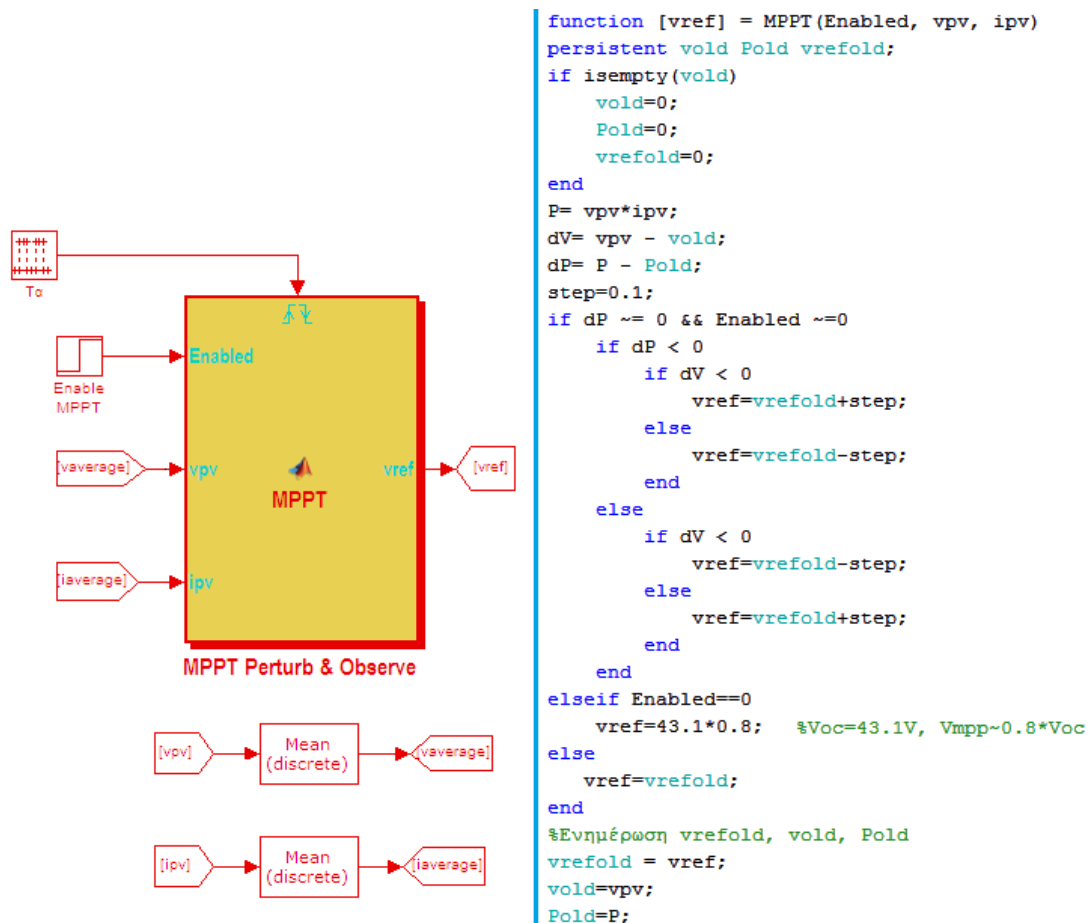 Tα
Enable
MPPT
Enabled
[vaverage]
vpv
MPPT
vref
[vref]
[iaverage]
ipv
MPPT Perturb & Observe
[vpv]
Mean
(discrete)
[vaverage]
[ipv]
Mean
(discrete)
[iaverage]
function [vref] = MPPT(Enabled, vpv, ipv)
persistent vold Pold vrefold;
if isempty(vold)
    vold=0;
    Pold=0;
    vrefold=0;
end
P= vpv*ipv;
dV= vpv - vold;
dP= P - Pold;
step=0.1;
if dP ~= 0 && Enabled ~=0
    if dP < 0
        if dV < 0
            vref=vrefold+step;
        else
            vref=vrefold-step;
        end
    else
        if dV < 0
            vref=vrefold-step;
        else
            vref=vrefold+step;
        end
    end
elseif Enabled==0
    vref=43.1*0.8;   %Voc=43.1V, Vmpp~0.8*Voc
else
   vref=vrefold;
end
%Ενημέρωση vrefold, vold, Pold
vrefold = vref;
vold=vpv;
Pold=P;